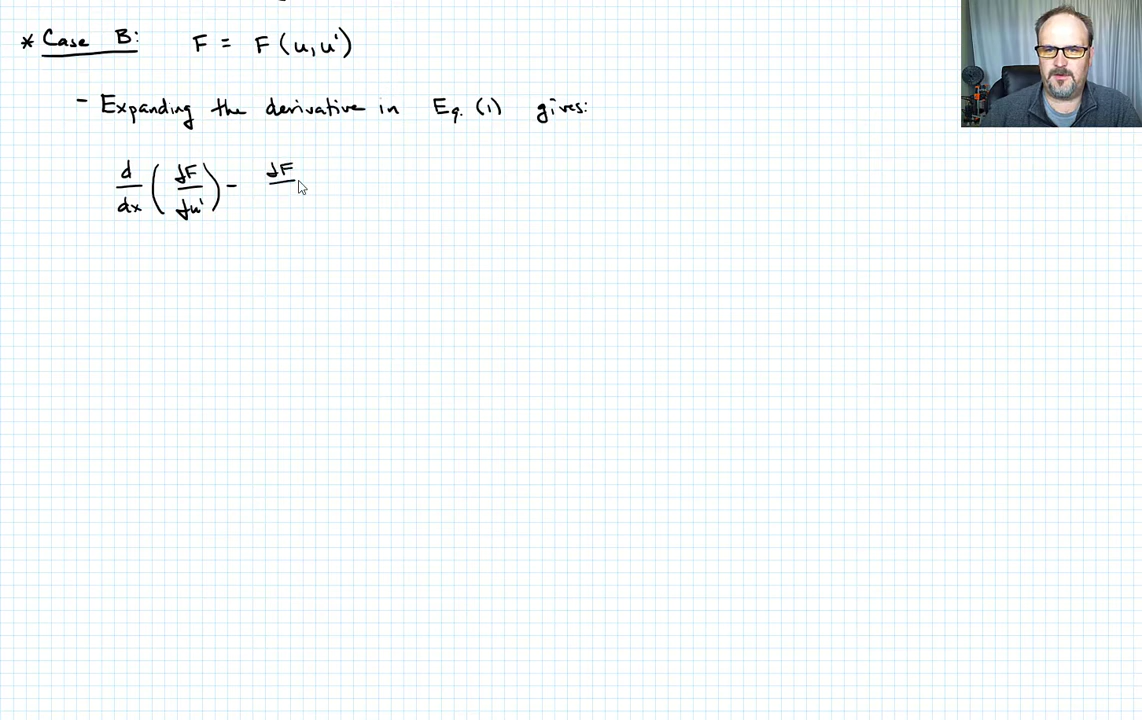 * Case B: F = F(u, u')
- Expanding the derivative in Eq. (1) gives:
d/dx (∂F/∂u') - ∂F/